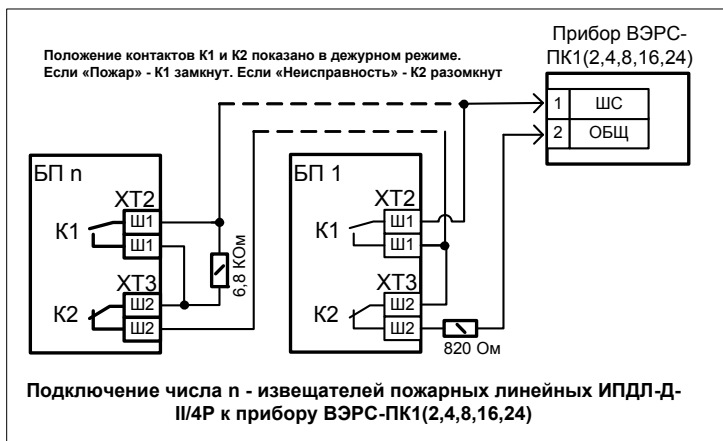 Прибор ВЭРС-
ПК1(2,4,8,16,24)
Положение контактов К1 и К2 показано в дежурном режиме.
Если «Пожар» - К1 замкнут. Если «Неисправность» - К2 разомкнут
1 ШС
2 ОБЩ
БП n
ХТ2
К1
Ш1
Ш1
ХТ3
К2
Ш2
Ш2
6,8 КОм
БП 1
ХТ2
К1
Ш1
Ш1
ХТ3
К2
Ш2
Ш2
820 Ом
Подключение числа n - извещателей пожарных линейных ИПДЛ-Д-
II/4Р к прибору ВЭРС-ПК1(2,4,8,16,24)